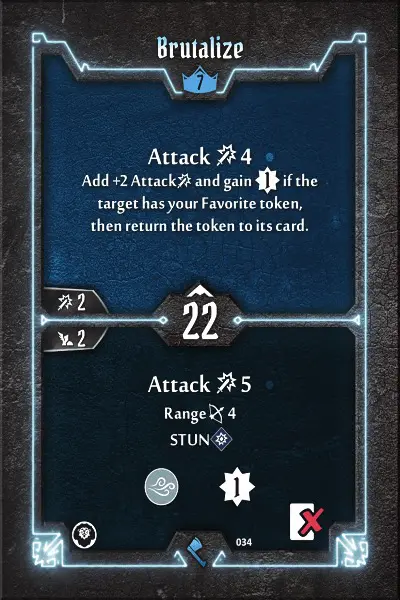 Brutalize
7
Attack 4
Add +2 Attack and gain 1 if the
target has your Favorite token,
then return the token to its card.
2
22
2
Attack 5
Range 4
STUN
1
034